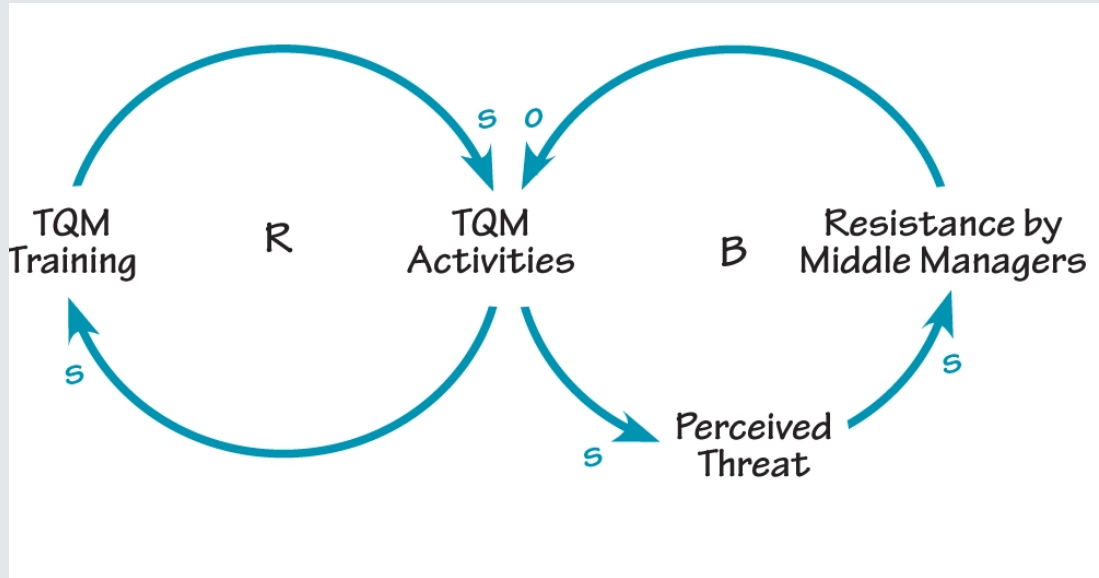 s o
TQM
Training
R
TQM
Activities
B
Resistance by
Middle Managers
s
s
Perceived
Threat
s